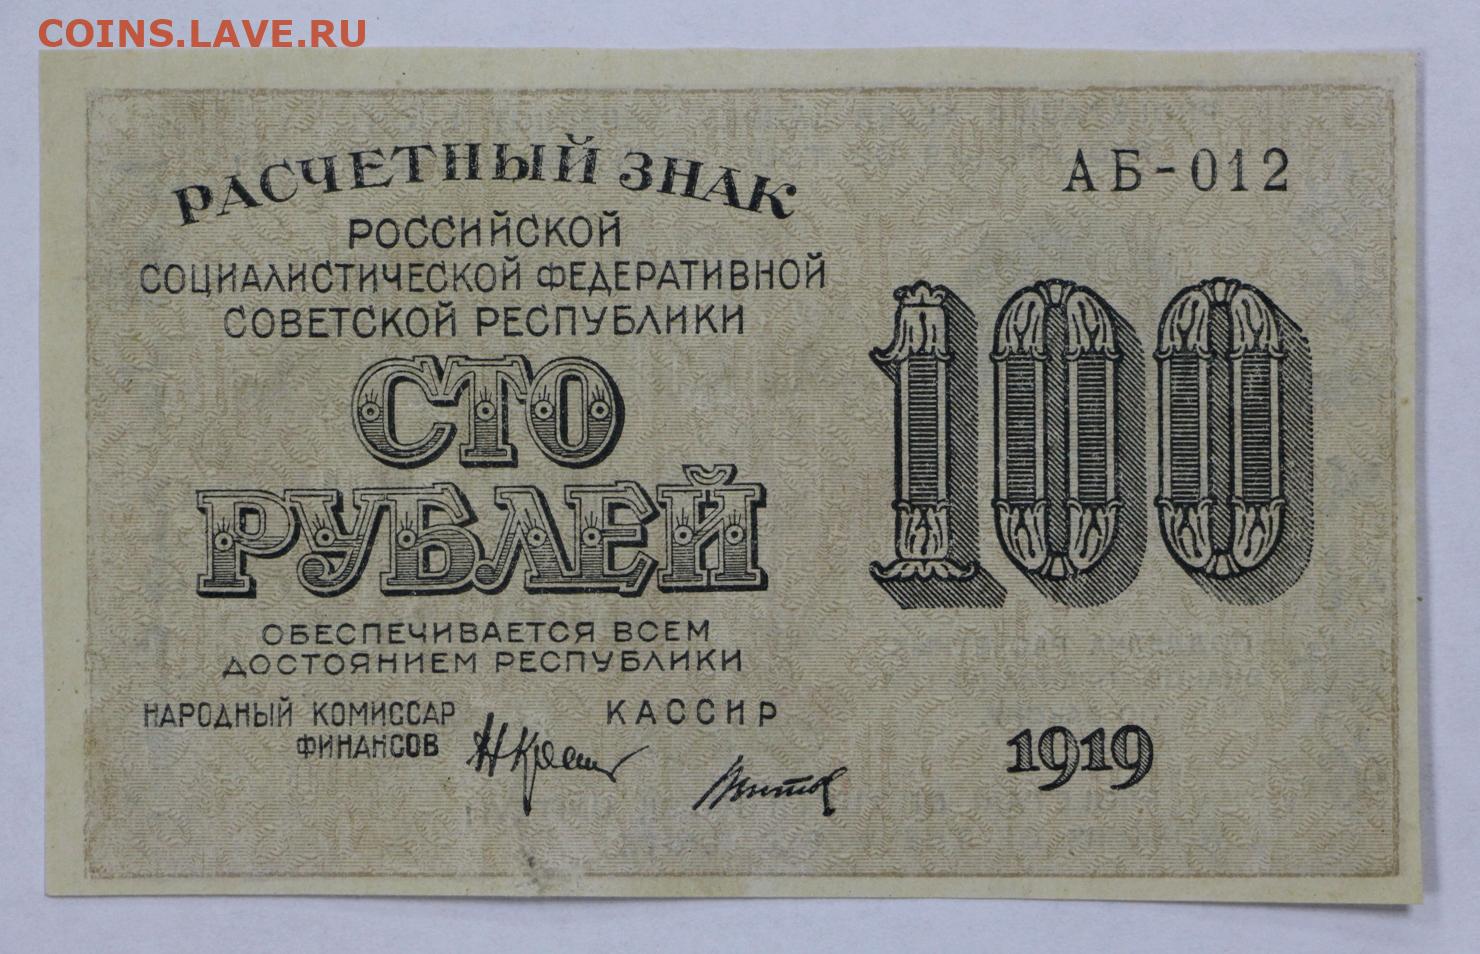 COINS.LAVE.RU
РАСЧЕТНЫЙ ЗНАК
АБ-012
РОССИЙСКОЙ
СОЦИАЛИСТИЧЕСКОЙ ФЕДЕРАТИВНОЙ
СОВЕТСКОЙ РЕСПУБЛИКИ
СТО
РУБЛЕЙ
100
ОБЕСПЕЧИВАЕТСЯ ВСЕМ
ДОСТОЯНИЕМ РЕСПУБЛИКИ
НАРОДНЫЙ КОМИССАР
ФИНАНСОВ
КАССИР
1919